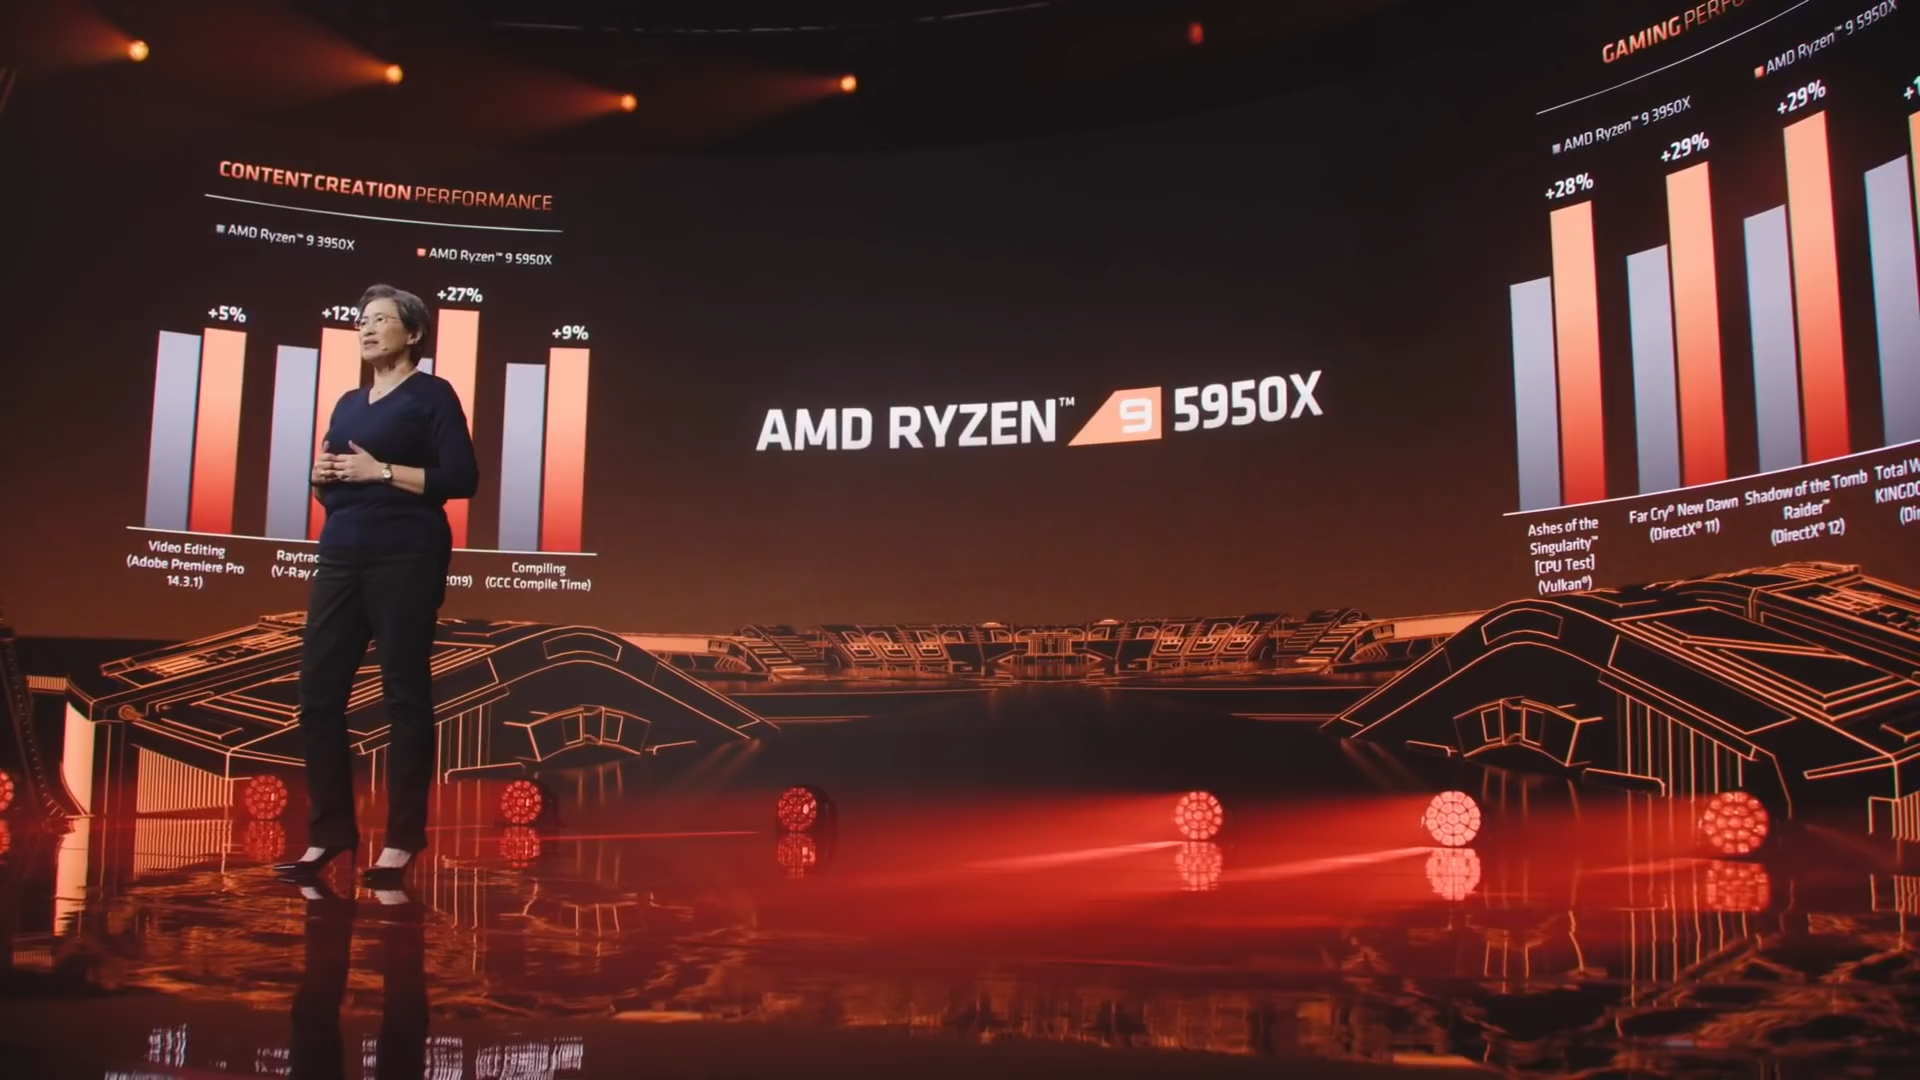 CONTENT CREATION PERFORMANCE
AMD Ryzen™ 9 3950X
AMD Ryzen™ 9 5950X
+5%
+12%
+27%
+9%
Video Editing
(Adobe Premiere Pro
14.3.1)
(V-Ray
2019)
Compiling
(GCC Compile Time)
AMD RYZEN™ 9 5950X
GAMING
AMD Ryzen™ 9 3950X
AMD Ryzen™ 9 5950X
+28%
+29%
+29%
Ashes of the
Singularity™
[CPU Test]
(Vulkan®)
Far Cry® New Dawn
(DirectX® 11)
Shadow of the Tomb
Raider™
(DirectX® 12)
Total